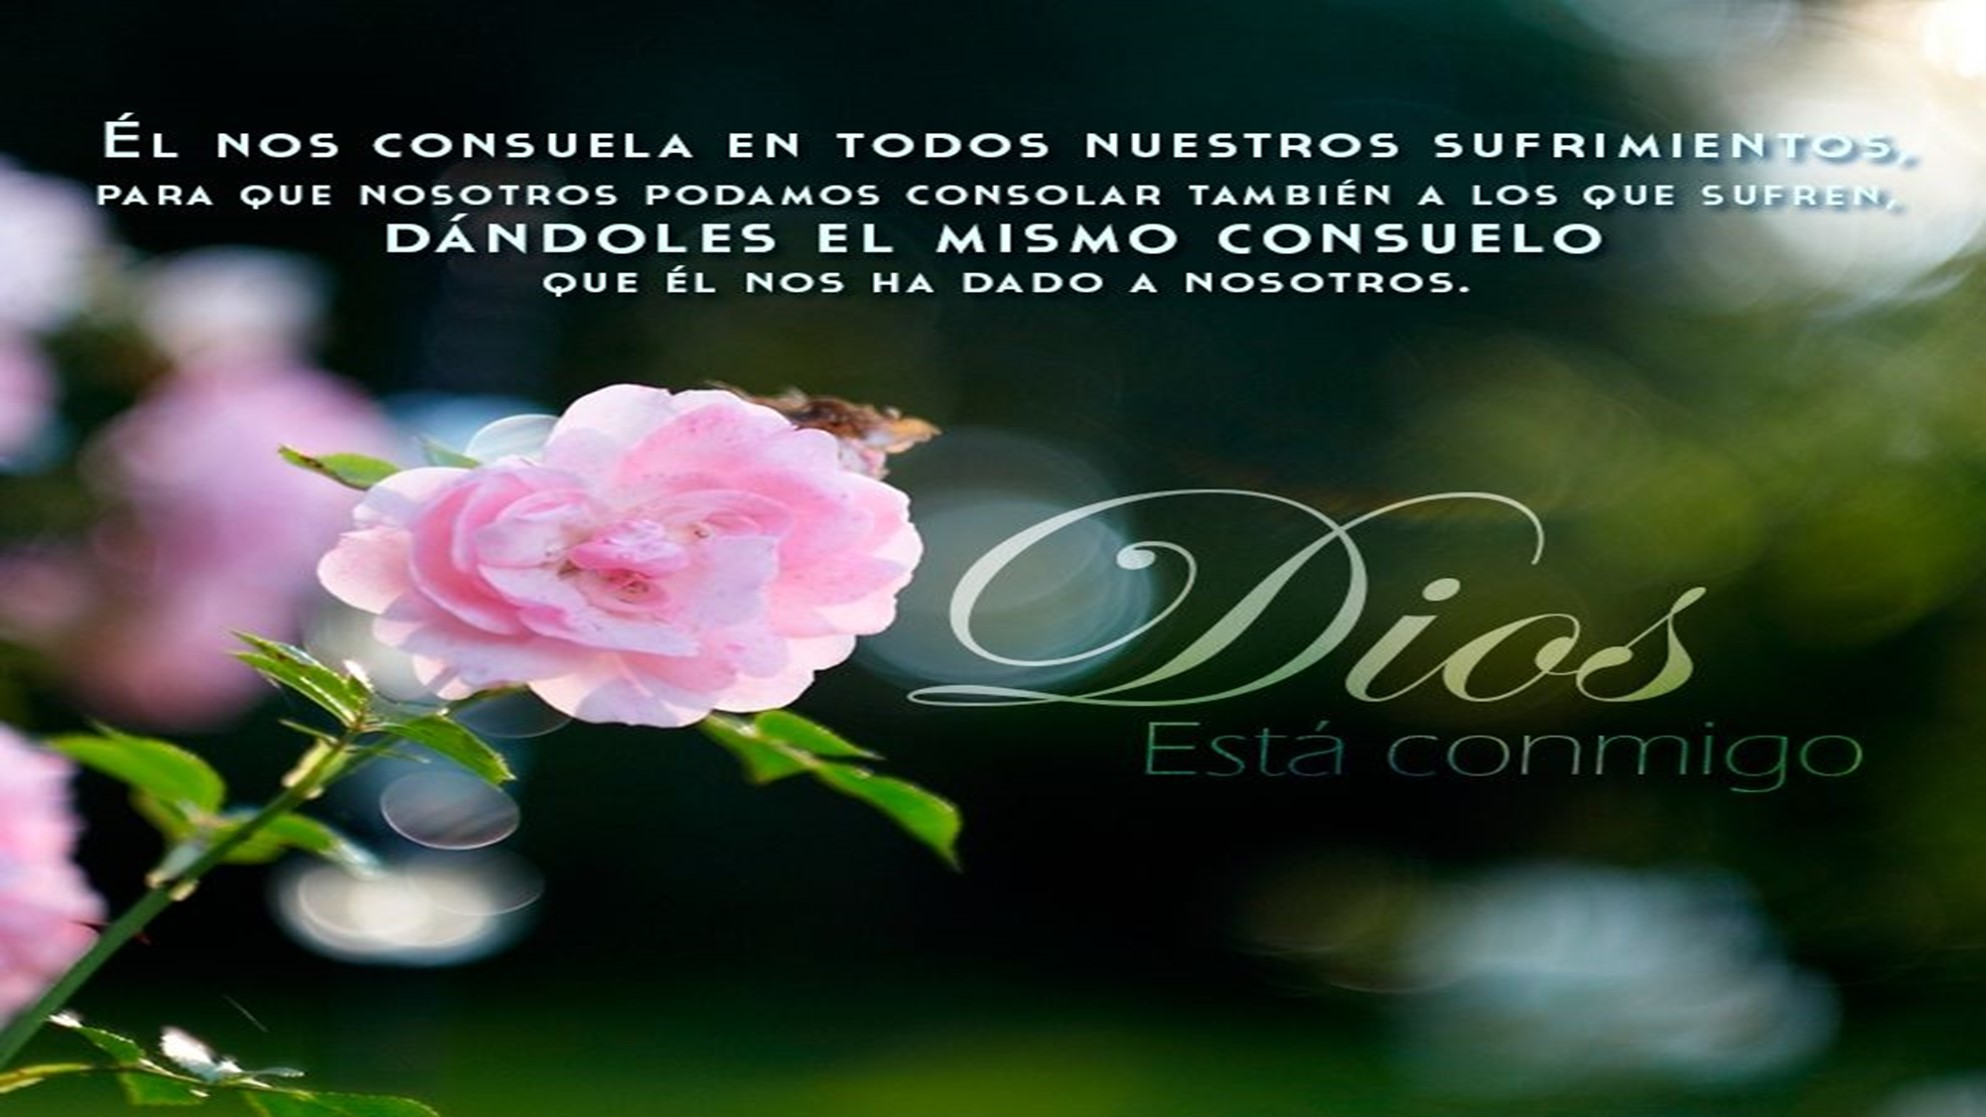 Él nos consuela en todos nuestros sufrimientos,
para que nosotros podamos consolar también a los que sufren,
dándoles el mismo consuelo
que él nos ha dado a nosotros.
Dios
Está conmigo